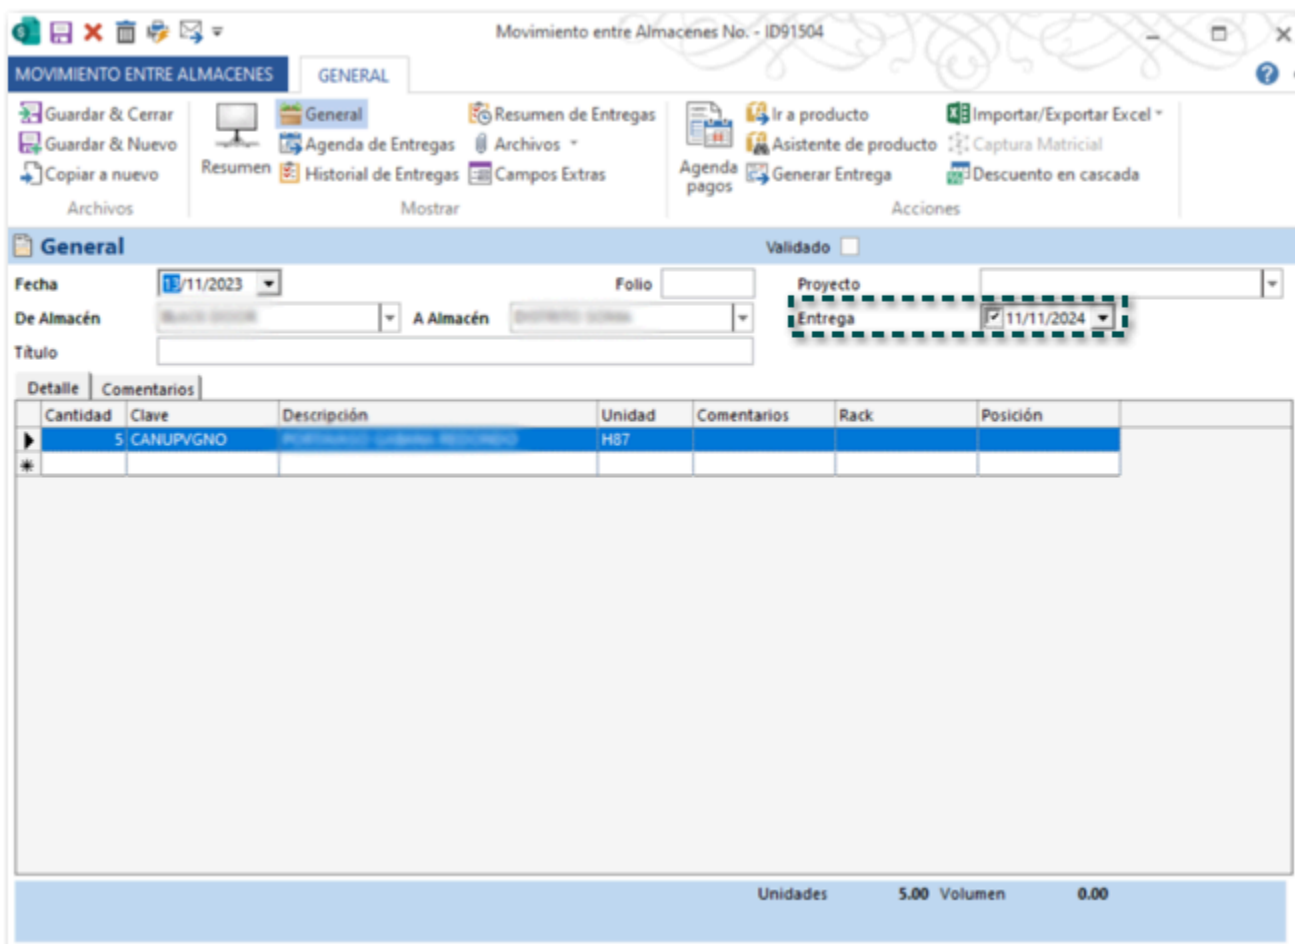 Movimiento entre Almacenes No. - ID91504
MOVIMIENTO ENTRE ALMACENES GENERAL
Guardar & Cerrar General Resumen de Entregas Ir a producto Importar/Exportar Excel
Guardar & Nuevo Agenda de Entregas Archivos Asistente de producto Captura Matricial
Copiar a nuevo Resumen Historial de Entregas Campos Extras Agenda pagos Generar Entrega Descuento en cascada
Archivos Mostrar Acciones
General Validado
Fecha 13/11/2023 Folio Proyecto
De Almacén A Almacén Entrega 11/11/2024
Título
Detalle Comentarios
Cantidad Clave Descripción Unidad Comentarios Rack Posición
5 CANUPVGNO H87
Unidades 5.00 Volumen 0.00